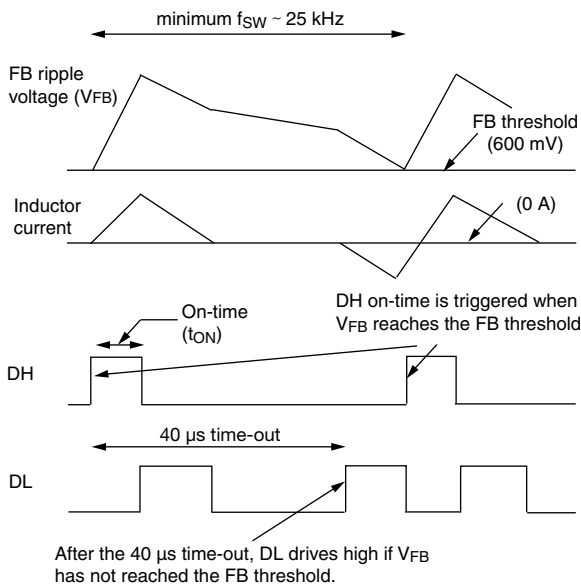 minimum fSW ~ 25 kHz
FB ripple
voltage (VFB)
FB threshold
(600 mV)
Inductor
current
(0 A)
On-time
(tON)
DH on-time is triggered when
VFB reaches the FB threshold
DH
40 µs time-out
DL
After the 40 µs time-out, DL drives high if VFB
has not reached the FB threshold.